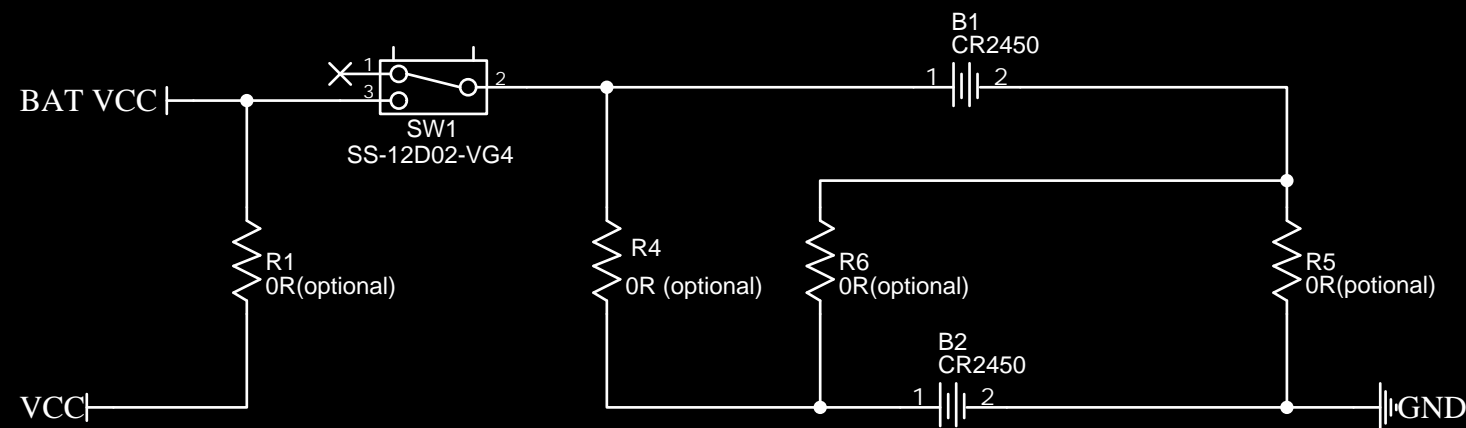 B1
CR2450
1
2
1
2
3
BAT VCC
SW1
SS-12D02-VG4
R1
0R(optional)
R4
0R (optional)
R6
0R(optional)
R5
0R(potional)
B2
CR2450
1
2
VCC
GND